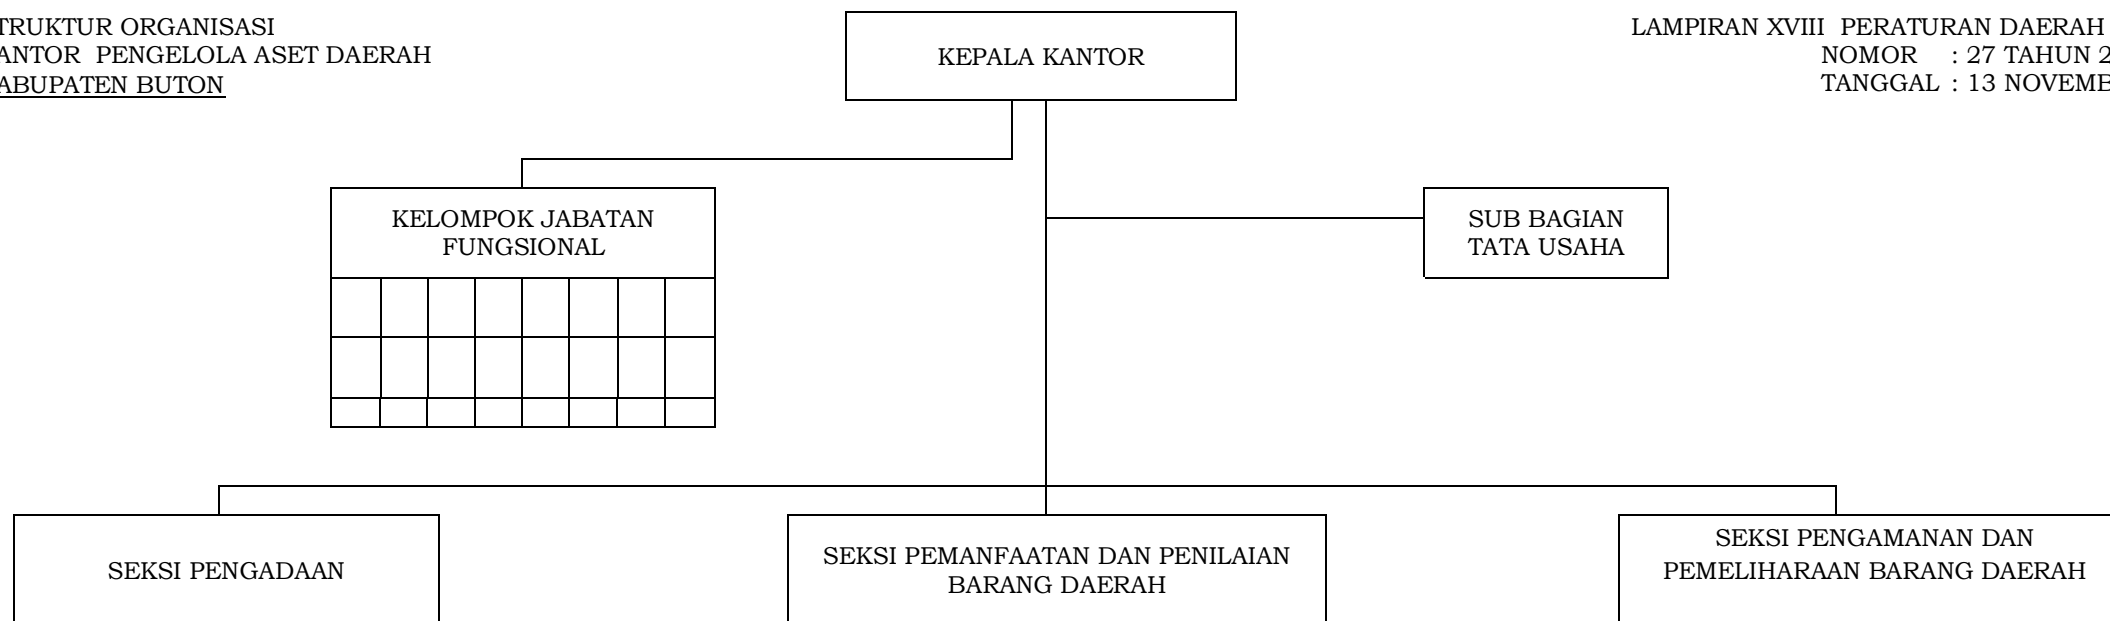 TRUKTUR ORGANISASI
ANTOR PENGELOLA ASET DAERAH
ABUPATEN BUTON
KEPALA KANTOR
LAMPIRAN XVIII PERATURAN DAERAH
NOMOR : 27 TAHUN 2
TANGGAL : 13 NOVEMB
KELOMPOK JABATAN
FUNGSIONAL
SUB BAGIAN
TATA USAHA
SEKSI PENGADAAN
SEKSI PEMANFAATAN DAN PENILAIAN
BARANG DAERAH
SEKSI PENGAMANAN DAN
PEMELIHARAAN BARANG DAERAH